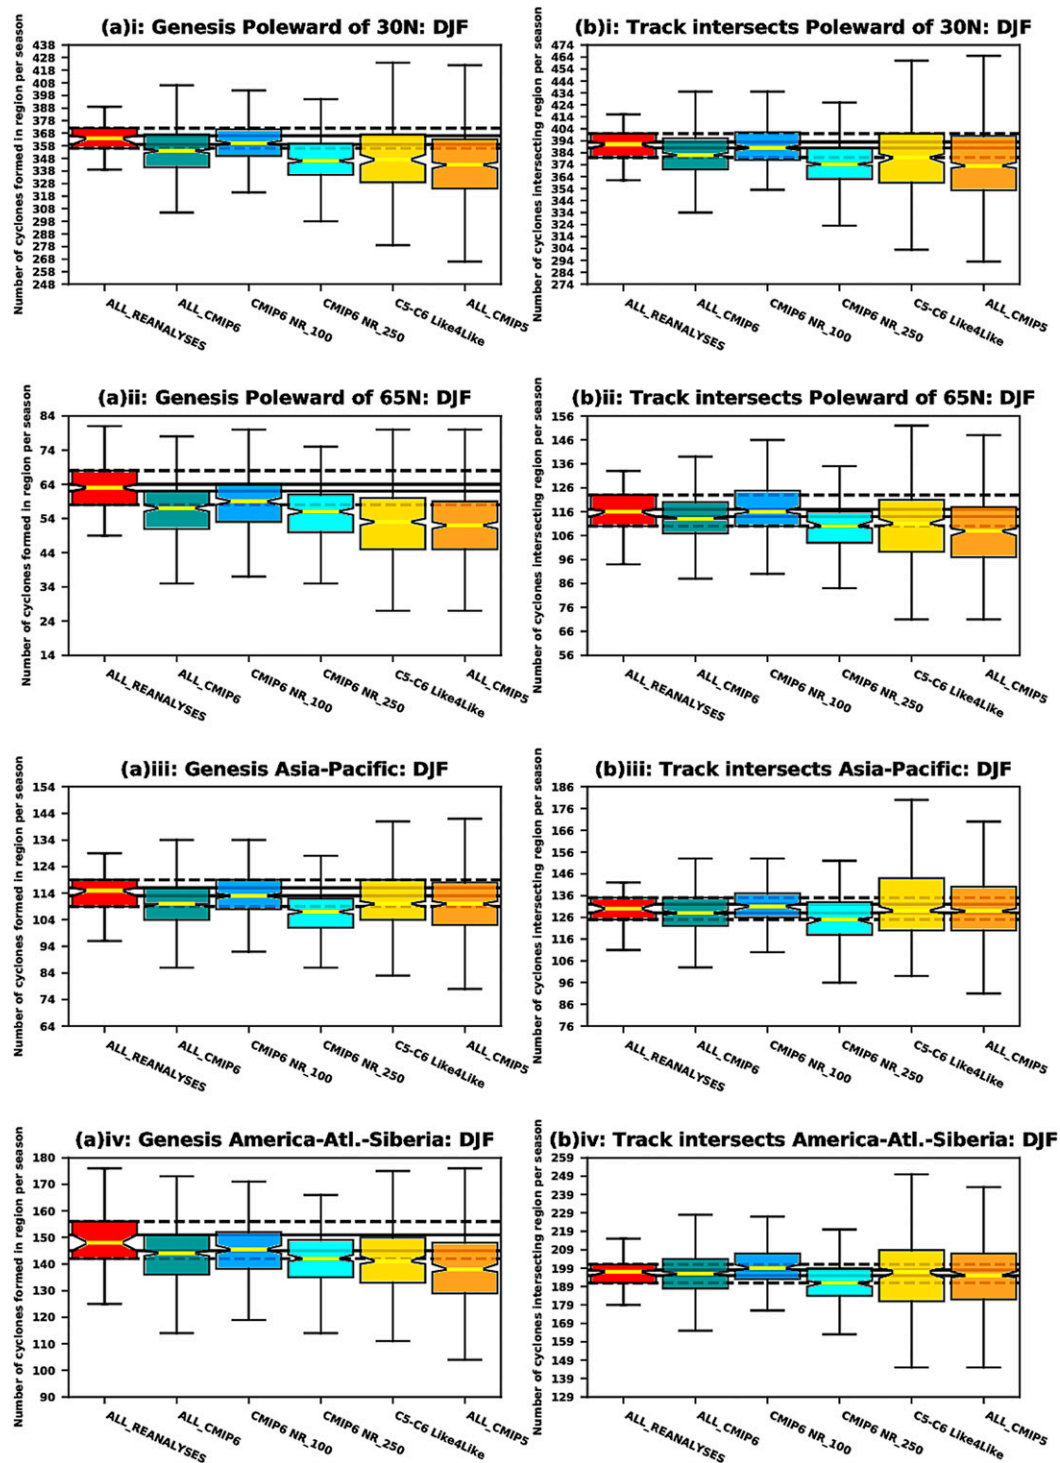 (a)i: Genesis Poleward of 30N: DJF
Number of cyclones formed in region per season
438
428
418
408
398
388
378
368
358
348
338
328
318
308
298
288
278
268
258
248
ALL_REANALYSES
ALL_CMIP6
CMIP6 NR_100
CMIP6 NR_250
C5-C6 Like4Like
ALL_CMIP5
(b)i: Track intersects Poleward of 30N: DJF
Number of cyclones intersecting region per season
474
464
454
444
434
424
414
404
394
384
374
364
354
344
334
324
314
304
294
284
274
ALL_REANALYSES
ALL_CMIP6
CMIP6 NR_100
CMIP6 NR_250
C5-C6 Like4Like
ALL_CMIP5
(a)ii: Genesis Poleward of 65N: DJF
Number of cyclones formed in region per season
84
74
64
54
44
34
24
14
ALL_REANALYSES
ALL_CMIP6
CMIP6 NR_100
CMIP6 NR_250
C5-C6 Like4Like
ALL_CMIP5
(b)ii: Track intersects Poleward of 65N: DJF
Number of cyclones intersecting region per season
156
146
136
126
116
106
96
86
76
66
56
ALL_REANALYSES
ALL_CMIP6
CMIP6 NR_100
CMIP6 NR_250
C5-C6 Like4Like
ALL_CMIP5
(a)iii: Genesis Asia-Pacific: DJF
Number of cyclones formed in region per season
154
144
134
124
114
104
94
84
74
64
ALL_REANALYSES
ALL_CMIP6
CMIP6 NR_100
CMIP6 NR_250
C5-C6 Like4Like
ALL_CMIP5
(b)iii: Track intersects Asia-Pacific: DJF
Number of cyclones intersecting region per season
186
176
166
156
146
136
126
116
106
96
86
76
ALL_REANALYSES
ALL_CMIP6
CMIP6 NR_100
CMIP6 NR_250
C5-C6 Like4Like
ALL_CMIP5
(a)iv: Genesis America-Atl.-Siberia: DJF
Number of cyclones formed in region per season
180
170
160
150
140
130
120
110
100
90
ALL_REANALYSES
ALL_CMIP6
CMIP6 NR_100
CMIP6 NR_250
C5-C6 Like4Like
ALL_CMIP5
(b)iv: Track intersects America-Atl.-Siberia: DJF
Number of cyclones intersecting region per season
259
249
239
229
219
209
199
189
179
169
159
149
139
129
ALL_REANALYSES
ALL_CMIP6
CMIP6 NR_100
CMIP6 NR_250
C5-C6 Like4Like
ALL_CMIP5